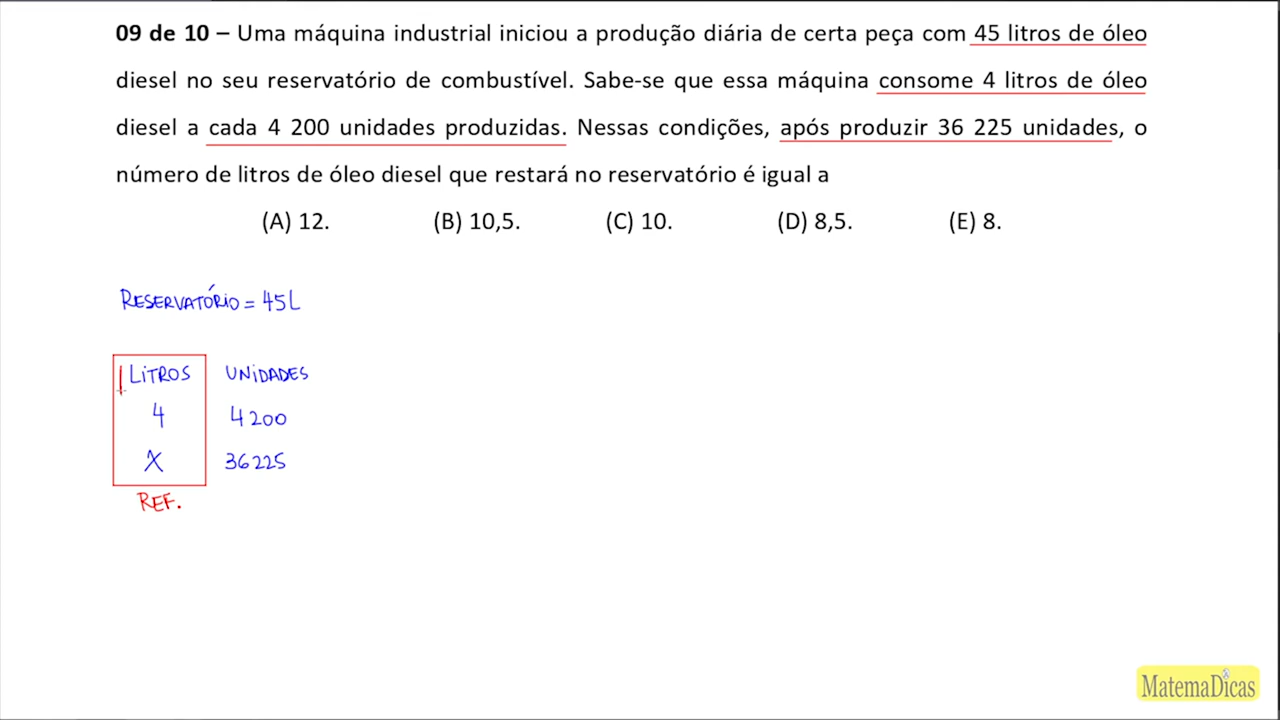 09 de 10 – Uma máquina industrial iniciou a produção diária de certa peça com 45 litros de óleo
diesel no seu reservatório de combustível. Sabe-se que essa máquina consome 4 litros de óleo
diesel a cada 4 200 unidades produzidas. Nessas condições, após produzir 36 225 unidades, o
número de litros de óleo diesel que restará no reservatório é igual a
(A) 12. (B) 10,5. (C) 10. (D) 8,5. (E) 8.
RESERVATÓRIO = 45L
LITROS UNIDADES
4 4200
X 36225
REF.
MatemaDicas